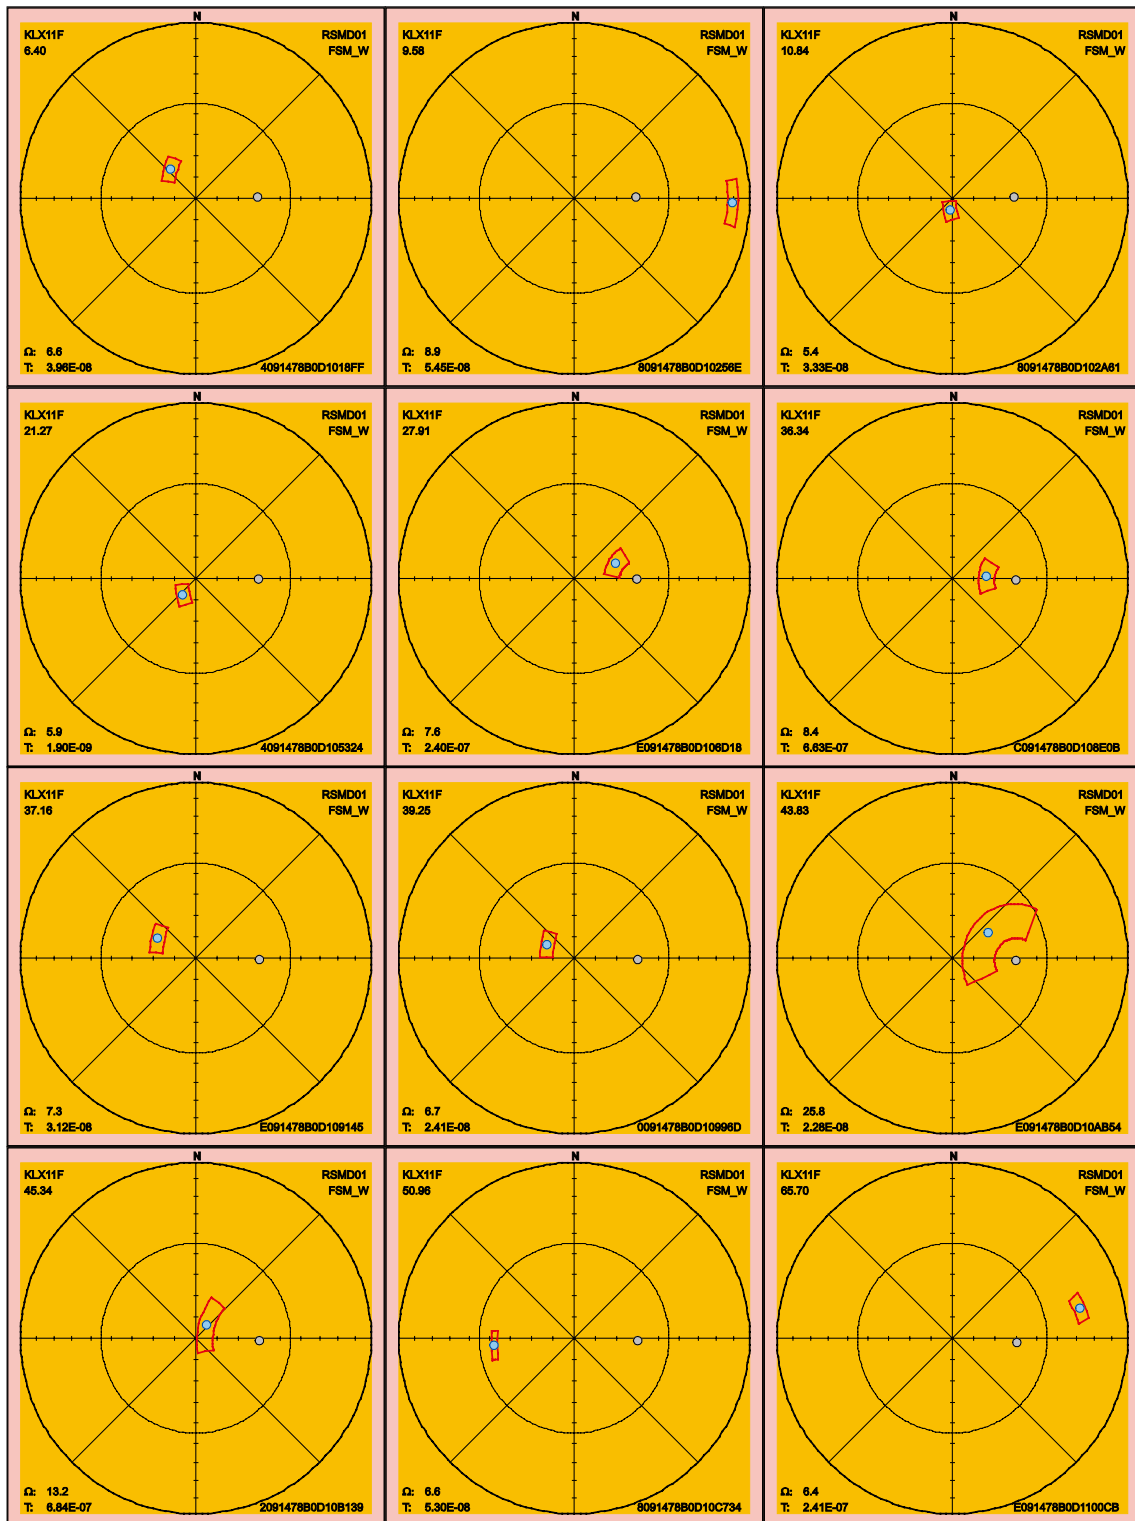 N
KLX11F RSMD01
6.40 FSM_W
Ω: 6.6
T: 3.96E-08 4091478B0D1018FF
N
KLX11F RSMD01
9.58 FSM_W
Ω: 8.9
T: 5.45E-08 8091478B0D10256E
N
KLX11F RSMD01
10.84 FSM_W
Ω: 5.4
T: 3.33E-08 8091478B0D102A61
N
KLX11F RSMD01
21.27 FSM_W
Ω: 5.9
T: 1.90E-09 4091478B0D105324
N
KLX11F RSMD01
27.91 FSM_W
Ω: 7.6
T: 2.40E-07 E091478B0D106D18
N
KLX11F RSMD01
36.34 FSM_W
Ω: 8.4
T: 6.63E-07 C091478B0D108E0B
N
KLX11F RSMD01
37.16 FSM_W
Ω: 7.3
T: 3.12E-08 E091478B0D109145
N
KLX11F RSMD01
39.25 FSM_W
Ω: 6.7
T: 2.41E-08 0091478B0D10996D
N
KLX11F RSMD01
43.83 FSM_W
Ω: 25.8
T: 2.28E-08 E091478B0D10AB54
N
KLX11F RSMD01
45.34 FSM_W
Ω: 13.2
T: 6.84E-07 2091478B0D10B139
N
KLX11F RSMD01
50.96 FSM_W
Ω: 6.6
T: 5.30E-08 8091478B0D10C734
N
KLX11F RSMD01
65.70 FSM_W
Ω: 6.4
T: 2.41E-07 E091478B0D1100CB